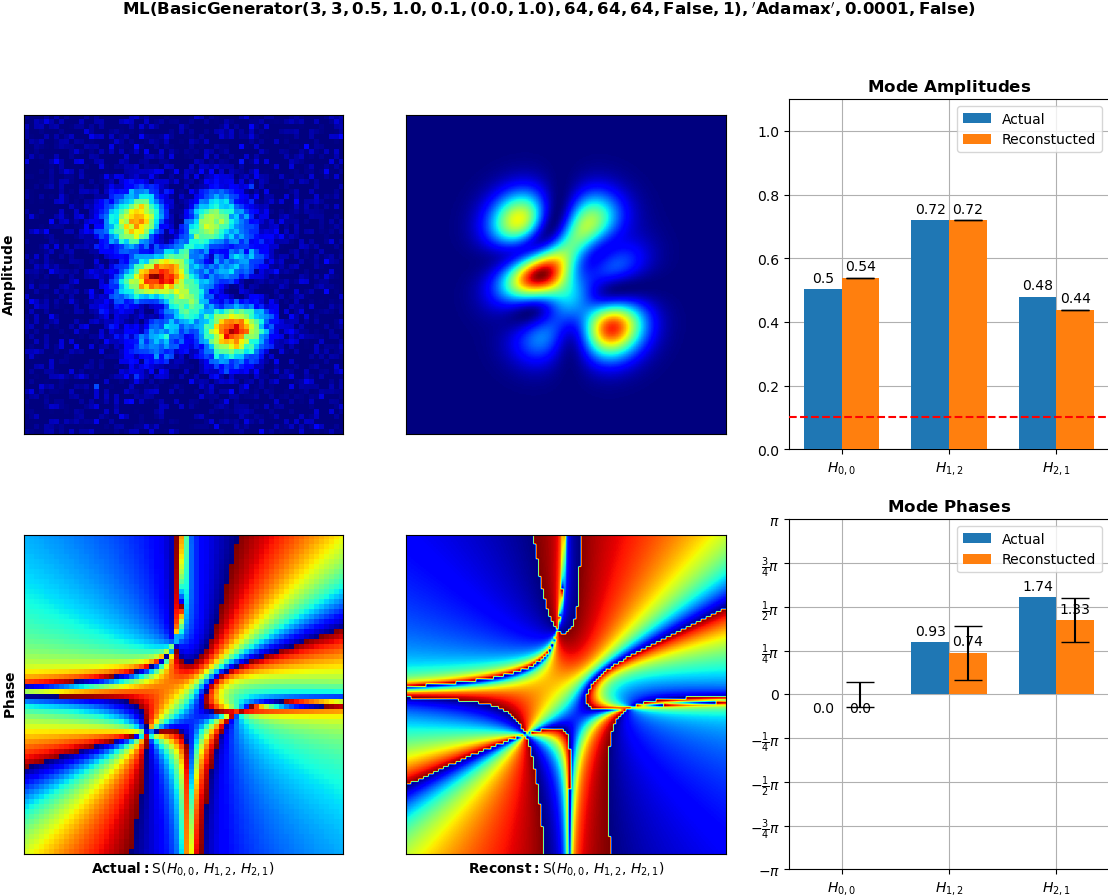 ML(BasicGenerator(3, 3, 0.5, 1.0, 0.1, (0.0, 1.0), 64, 64, 64, False, 1), ′Adamax′, 0.0001, False)
Amplitude
Mode Amplitudes
Actual
Reconstucted
1.0
0.8
0.6
0.4
0.2
0.0
0.5
0.54
0.72
0.72
0.48
0.44
H0,0
H1,2
H2,1
Phase
Actual: S(H0,0, H1,2, H2,1)
Reconst: S(H0,0, H1,2, H2,1)
Mode Phases
Actual
Reconstucted
π
3/4π
1/2π
1/4π
0
−1/4π
−1/2π
−3/4π
−π
0.0
0.0
0.93
0.74
1.74
1.33
H0,0
H1,2
H2,1